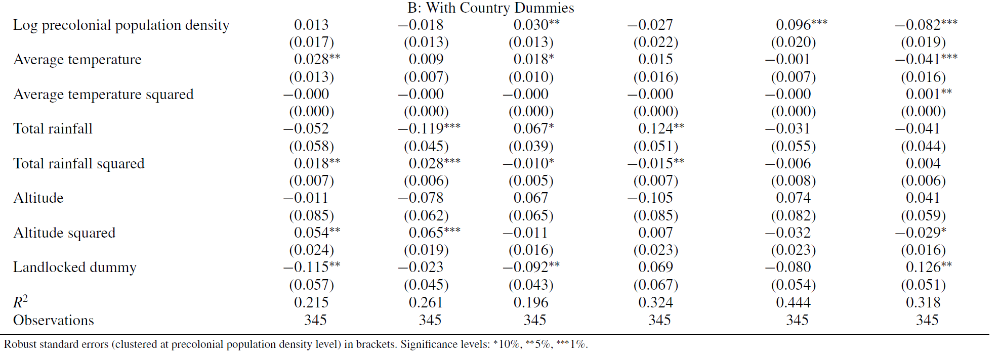 B: With Country Dummies
Log precolonial population density 0.013 −0.018 0.030** −0.027 0.096*** −0.082***
(0.017) (0.013) (0.013) (0.022) (0.020) (0.019)
Average temperature 0.028** 0.009 0.018* 0.015 −0.001 −0.041***
(0.013) (0.007) (0.010) (0.016) (0.007) (0.016)
Average temperature squared −0.000 −0.000 −0.000 −0.000 −0.000 0.001**
(0.000) (0.000) (0.000) (0.000) (0.000) (0.000)
Total rainfall −0.052 −0.119*** 0.067* 0.124** −0.031 −0.041
(0.058) (0.045) (0.039) (0.051) (0.055) (0.044)
Total rainfall squared 0.018** 0.028*** −0.010* −0.015** −0.006 0.004
(0.007) (0.006) (0.005) (0.007) (0.008) (0.006)
Altitude −0.011 −0.078 0.067 −0.105 0.074 0.041
(0.085) (0.062) (0.065) (0.085) (0.082) (0.059)
Altitude squared 0.054** 0.065*** −0.011 0.007 −0.032 −0.029*
(0.024) (0.019) (0.016) (0.023) (0.023) (0.016)
Landlocked dummy −0.115** −0.023 −0.092** 0.069 −0.080 0.126**
(0.057) (0.045) (0.043) (0.067) (0.054) (0.051)
R² 0.215 0.261 0.196 0.324 0.444 0.318
Observations 345 345 345 345 345 345
Robust standard errors (clustered at precolonial population density level) in brackets. Significance levels: *10%, **5%, ***1%.